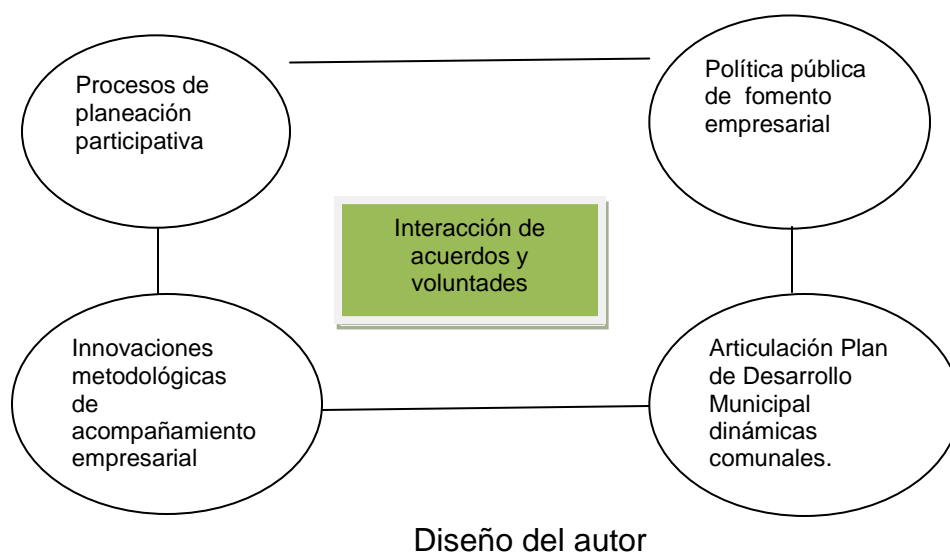 Procesos de
planeación
participativa
Política pública
de fomento
empresarial
Interacción de
acuerdos y
voluntades
Innovaciones
metodológicas
de
acompañamiento
empresarial
Articulación Plan
de Desarrollo
Municipal
dinámicas
comunales.
Diseño del autor